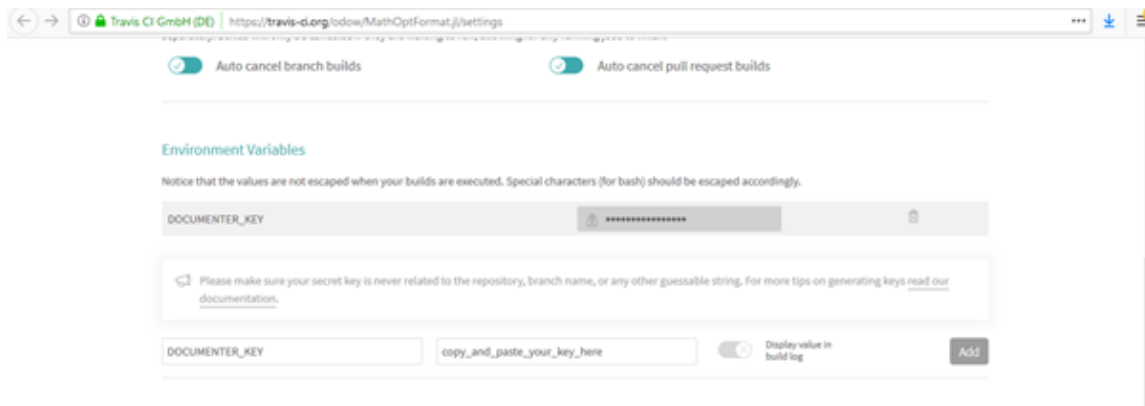 Travis CI GmbH (DE) https://travis-ci.org/odow/MathOptFormat.jl/settings
Auto cancel branch builds Auto cancel pull request builds
Environment Variables
Notice that the values are not escaped when your builds are executed. Special characters (for bash) should be escaped accordingly.
DOCUMENTER_KEY ••••••••••••••••
Please make sure your secret key is never related to the repository, branch name, or any other guessable string. For more tips on generating keys read our
documentation.
DOCUMENTER_KEY copy_and_paste_your_key_here Display value in
build log Add